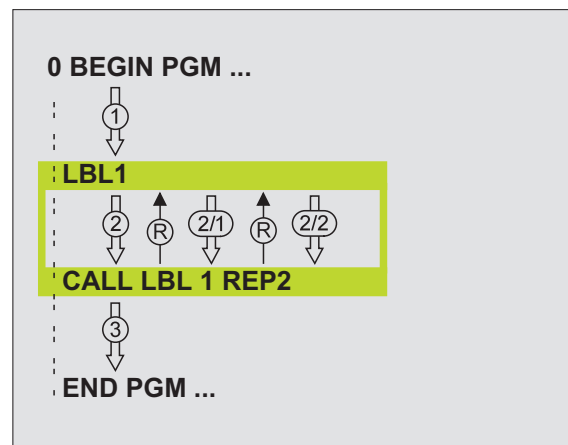 0 BEGIN PGM ...
1
LBL1
2 R 2/1 R 2/2
CALL LBL 1 REP2
3
END PGM ...